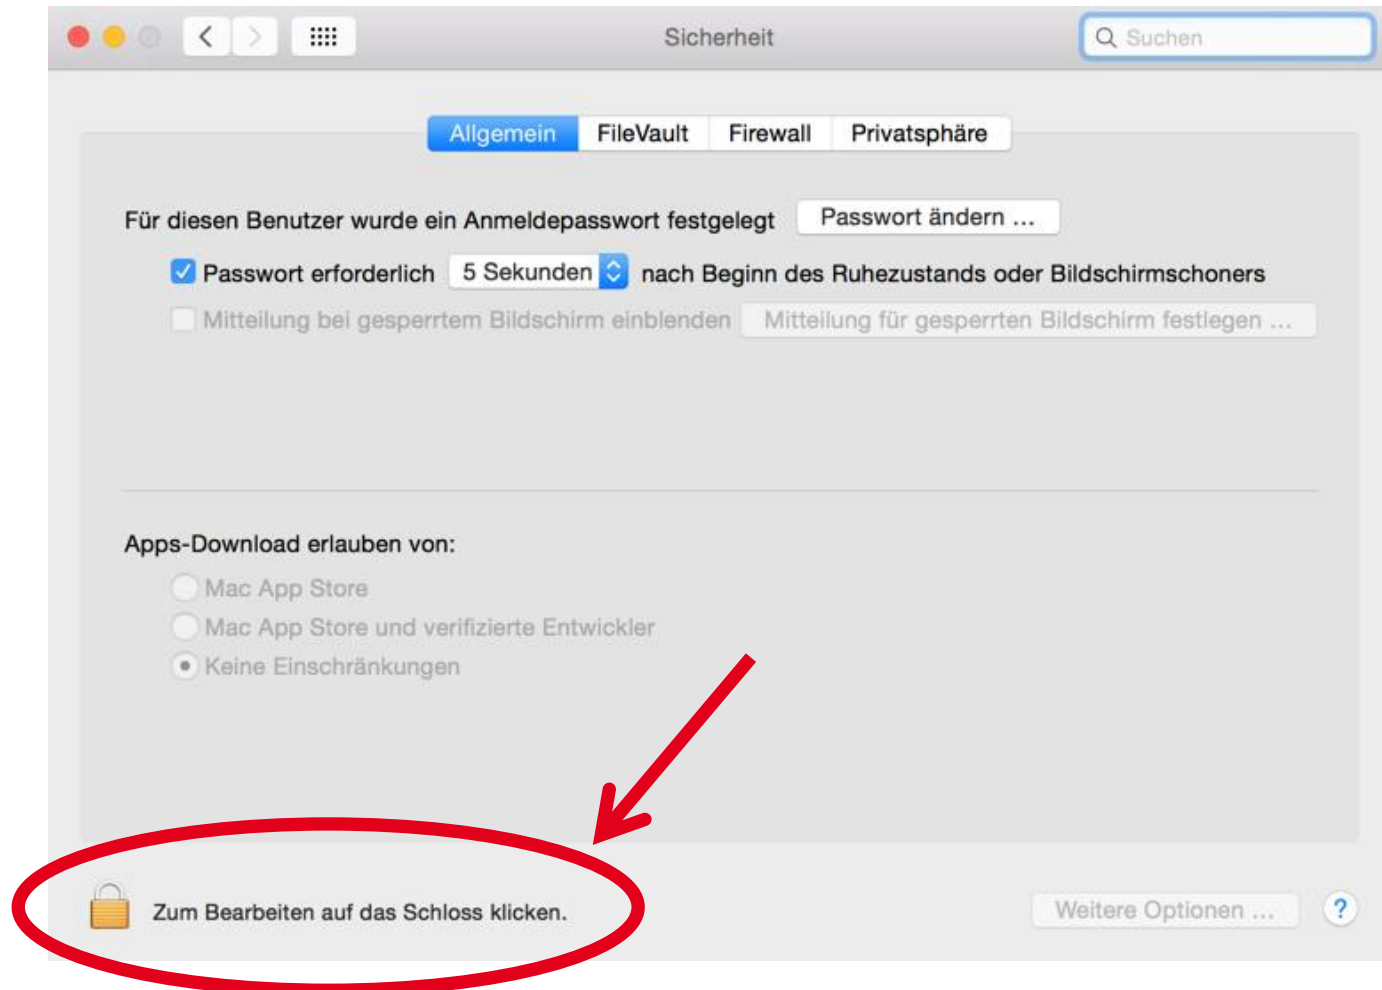 Sicherheit
Suchen
Allgemein FileVault Firewall Privatsphäre
Für diesen Benutzer wurde ein Anmeldepasswort festgelegt Passwort ändern ...
Passwort erforderlich 5 Sekunden nach Beginn des Ruhezustands oder Bildschirmschoners
Mitteilung bei gesperrtem Bildschirm einblenden Mitteilung für gesperrten Bildschirm festlegen ...
Apps-Download erlauben von:
Mac App Store
Mac App Store und verifizierte Entwickler
Keine Einschränkungen
Zum Bearbeiten auf das Schloss klicken.
Weitere Optionen ... ?